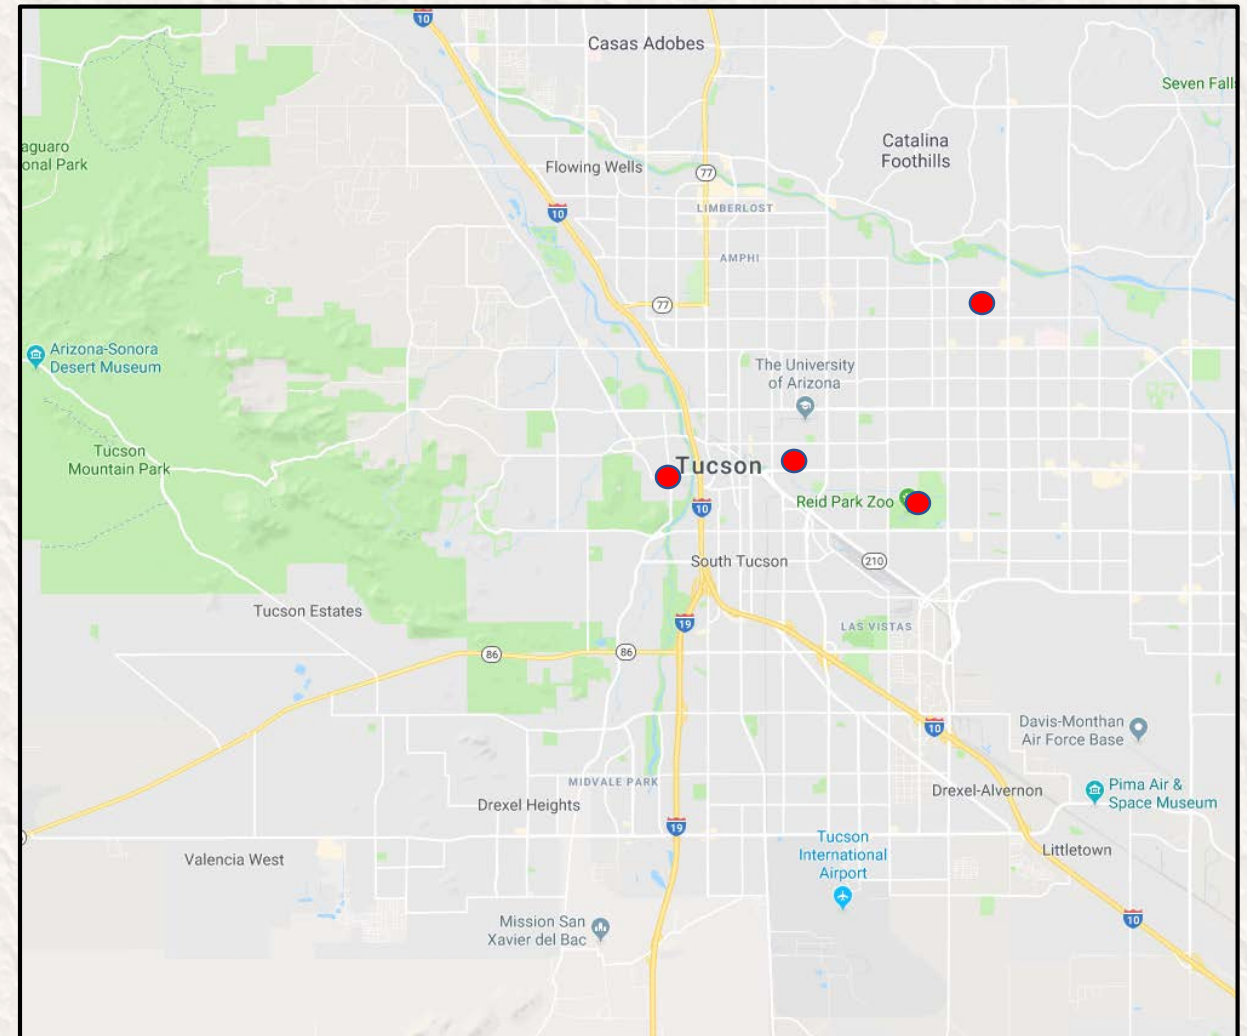 10
Casas Adobes
Seven Fall
aguaro
onal Park
Catalina
Foothills
Flowing Wells
77
10
LIMBERLOST
AMPHI
77
Arizona-Sonora
Desert Museum
The University
of Arizona
Tucson
Mountain Park
Tucson
Reid Park Zoo
10
South Tucson
210
Tucson Estates
19
LAS VISTAS
86
86
Davis-Monthan
Air Force Base
10
MIDVALE PARK
Drexel Heights
Drexel-Alvernon
Pima Air &
Space Museum
19
Tucson
International
Airport
Valencia West
Littletown
Mission San
Xavier del Bac
10